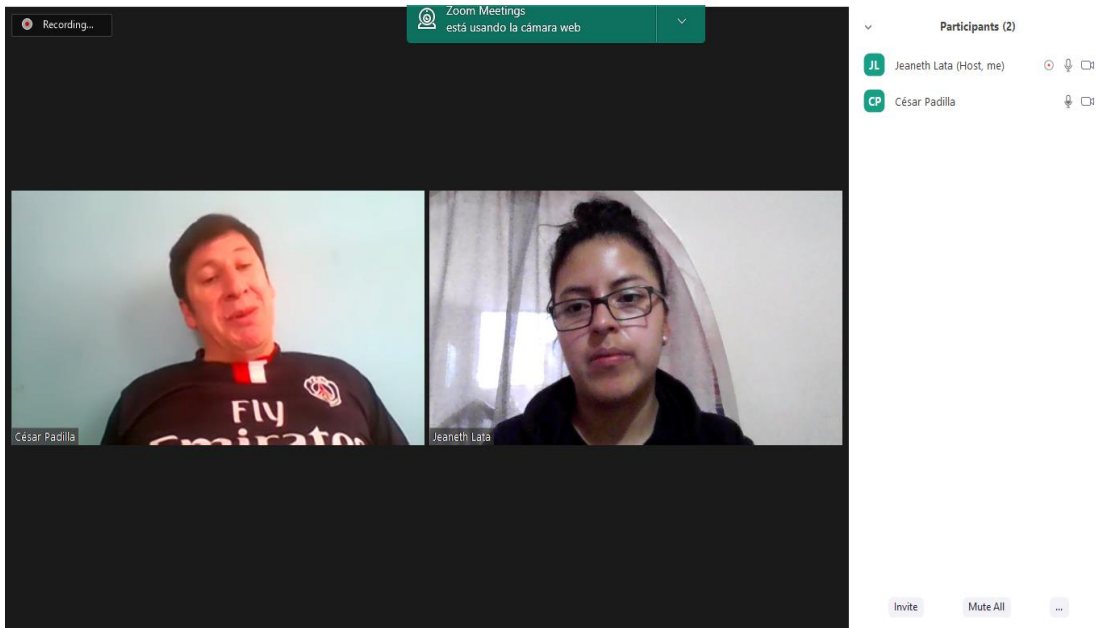 Recording...
Zoom Meetings
está usando la cámara web
Participants (2)
JL Jeaneth Lata (Host, me)
CP César Padilla
Fly
Emirates
César Padilla
Jeaneth Lata
Invite Mute All ...